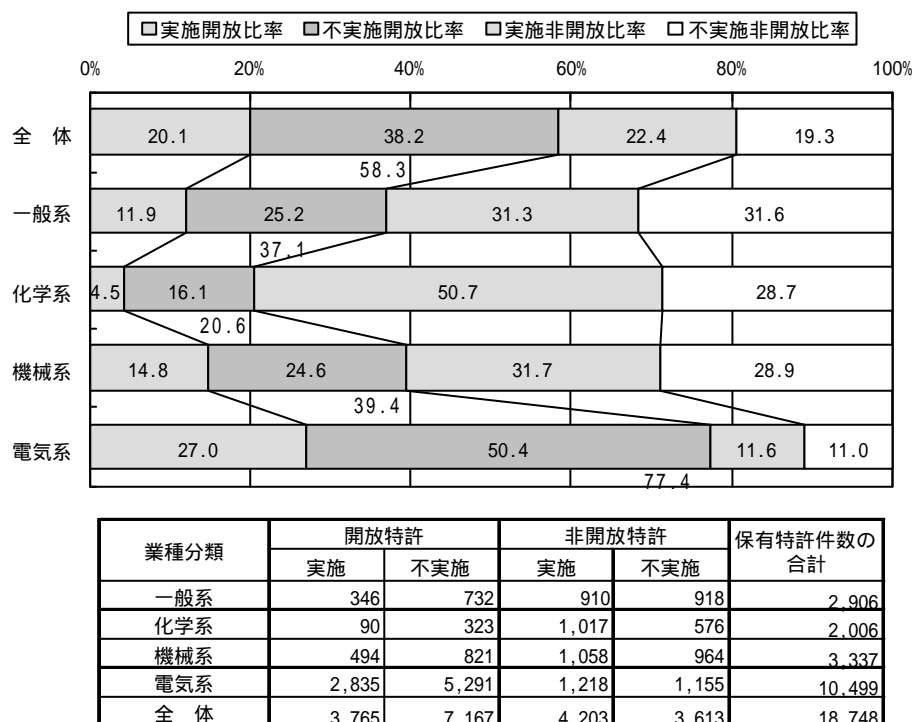 実施開放比率 不実施開放比率 実施非開放比率 不実施非開放比率
0% 20% 40% 60% 80% 100%
全 体 20.1 38.2 22.4 19.3
58.3
一般系 11.9 25.2 31.3 31.6
37.1
化学系 4.5 16.1 50.7 28.7
20.6
機械系 14.8 24.6 31.7 28.9
39.4
電気系 27.0 50.4 11.6 11.0
77.4
業種分類 開放特許 非開放特許 保有特許件数の
合計
実施 不実施 実施 不実施
一般系 346 732 910 918 2,906
化学系 90 323 1,017 576 2,006
機械系 494 821 1,058 964 3,337
電気系 2,835 5,291 1,218 1,155 10,499
全 体 3,765 7,167 4,203 3,613 18,748